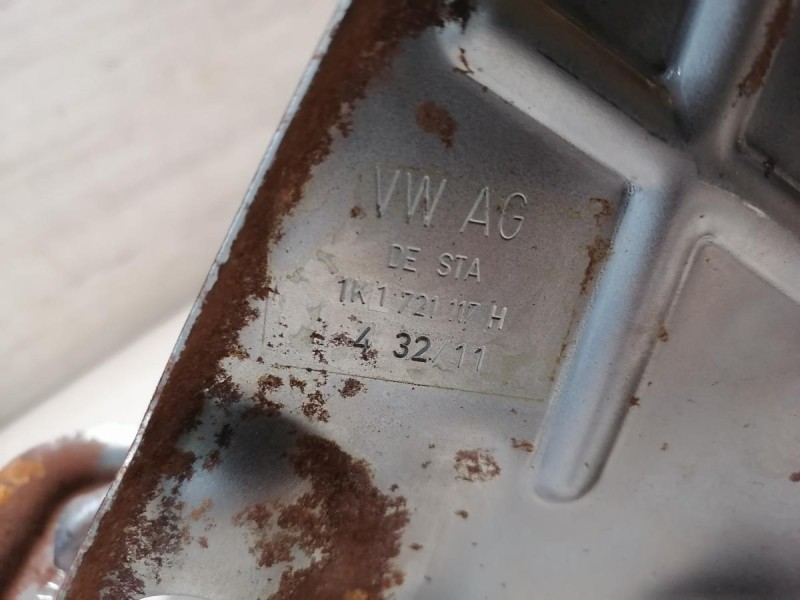 VW AG
DE STA
1K1 721 117 H
4 32/11